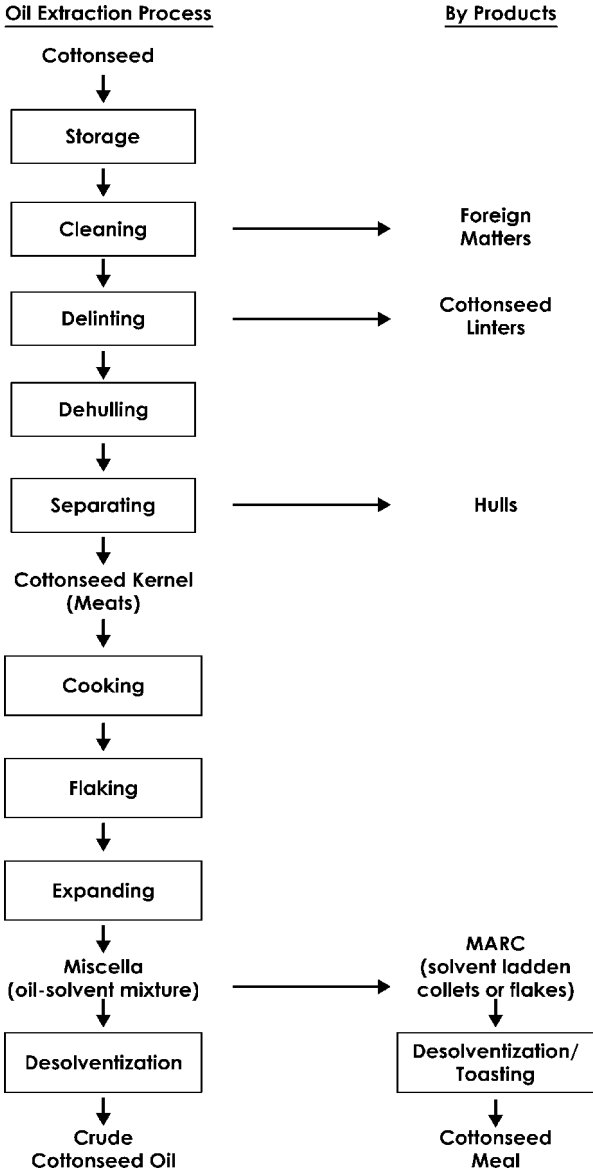 Oil Extraction Process
By Products
Cottonseed
Storage
Cleaning
Foreign
Matters
Delinting
Cottonseed
Linters
Dehulling
Separating
Hulls
Cottonseed Kernel
(Meats)
Cooking
Flaking
Expanding
Miscella
(oil-solvent mixture)
MARC
(solvent laden
collets or flakes)
Desolventization
Desolventization/
Toasting
Crude
Cottonseed Oil
Cottonseed
Meal